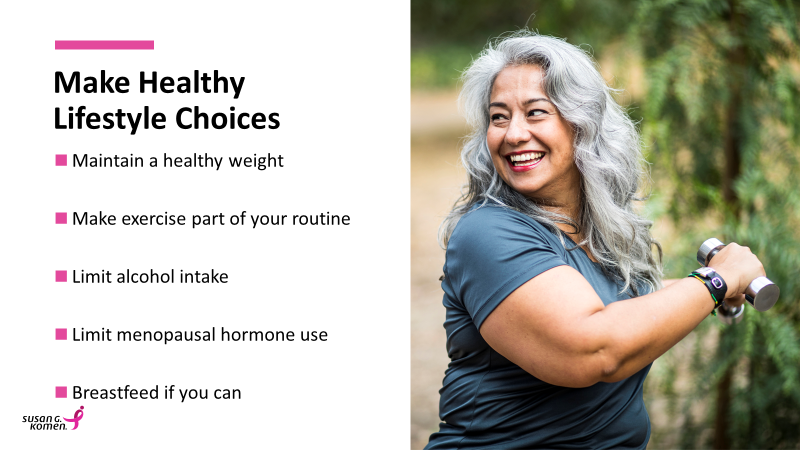 Make Healthy
Lifestyle Choices
Maintain a healthy weight
Make exercise part of your routine
Limit alcohol intake
Limit menopausal hormone use
Breastfeed if you can
susan G.
komen.